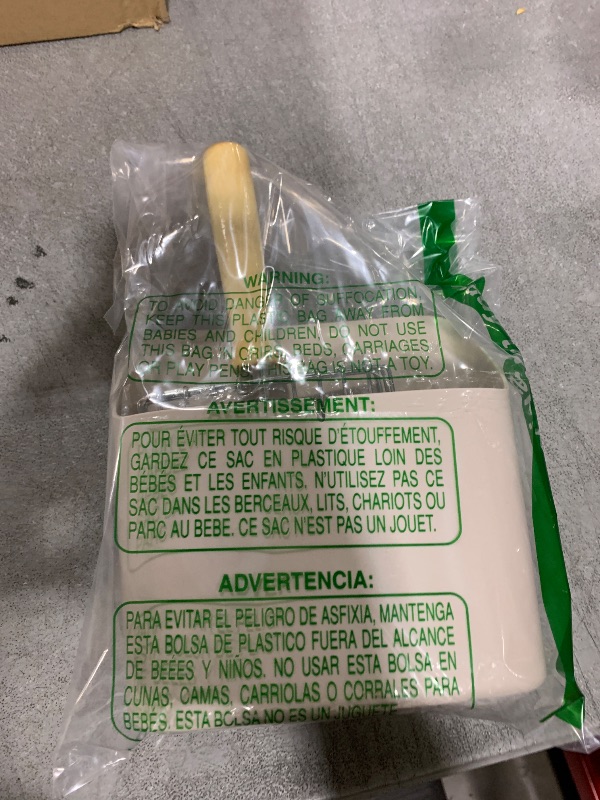 WARNING:
TO AVOID DANGER OF SUFFOCATION,
KEEP THIS PLASTIC BAG AWAY FROM
BABIES AND CHILDREN. DO NOT USE
THIS BAG IN CRIBS, BEDS, CARRIAGES
OR PLAY PENS. THIS BAG IS NOT A TOY.
AVERTISSEMENT:
POUR ÉVITER TOUT RISQUE D'ÉTOUFFEMENT,
GARDEZ CE SAC EN PLASTIQUE LOIN DES
BÉBÉS ET LES ENFANTS. N'UTILISEZ PAS CE
SAC DANS LES BERCEAUX, LITS, CHARIOTS OU
PARC AU BEBE. CE SAC N'EST PAS UN JOUET.
ADVERTENCIA:
PARA EVITAR EL PELIGRO DE ASFIXIA, MANTENGA
ESTA BOLSA DE PLÁSTICO FUERA DEL ALCANCE
DE BEEES Y NIÑOS. NO USAR ESTA BOLSA EN
CUNAS, CAMAS, CARRIOLAS O CORRALES PARA
BEBÉS. ESTA BOLSA NO ES UN JUGUETE